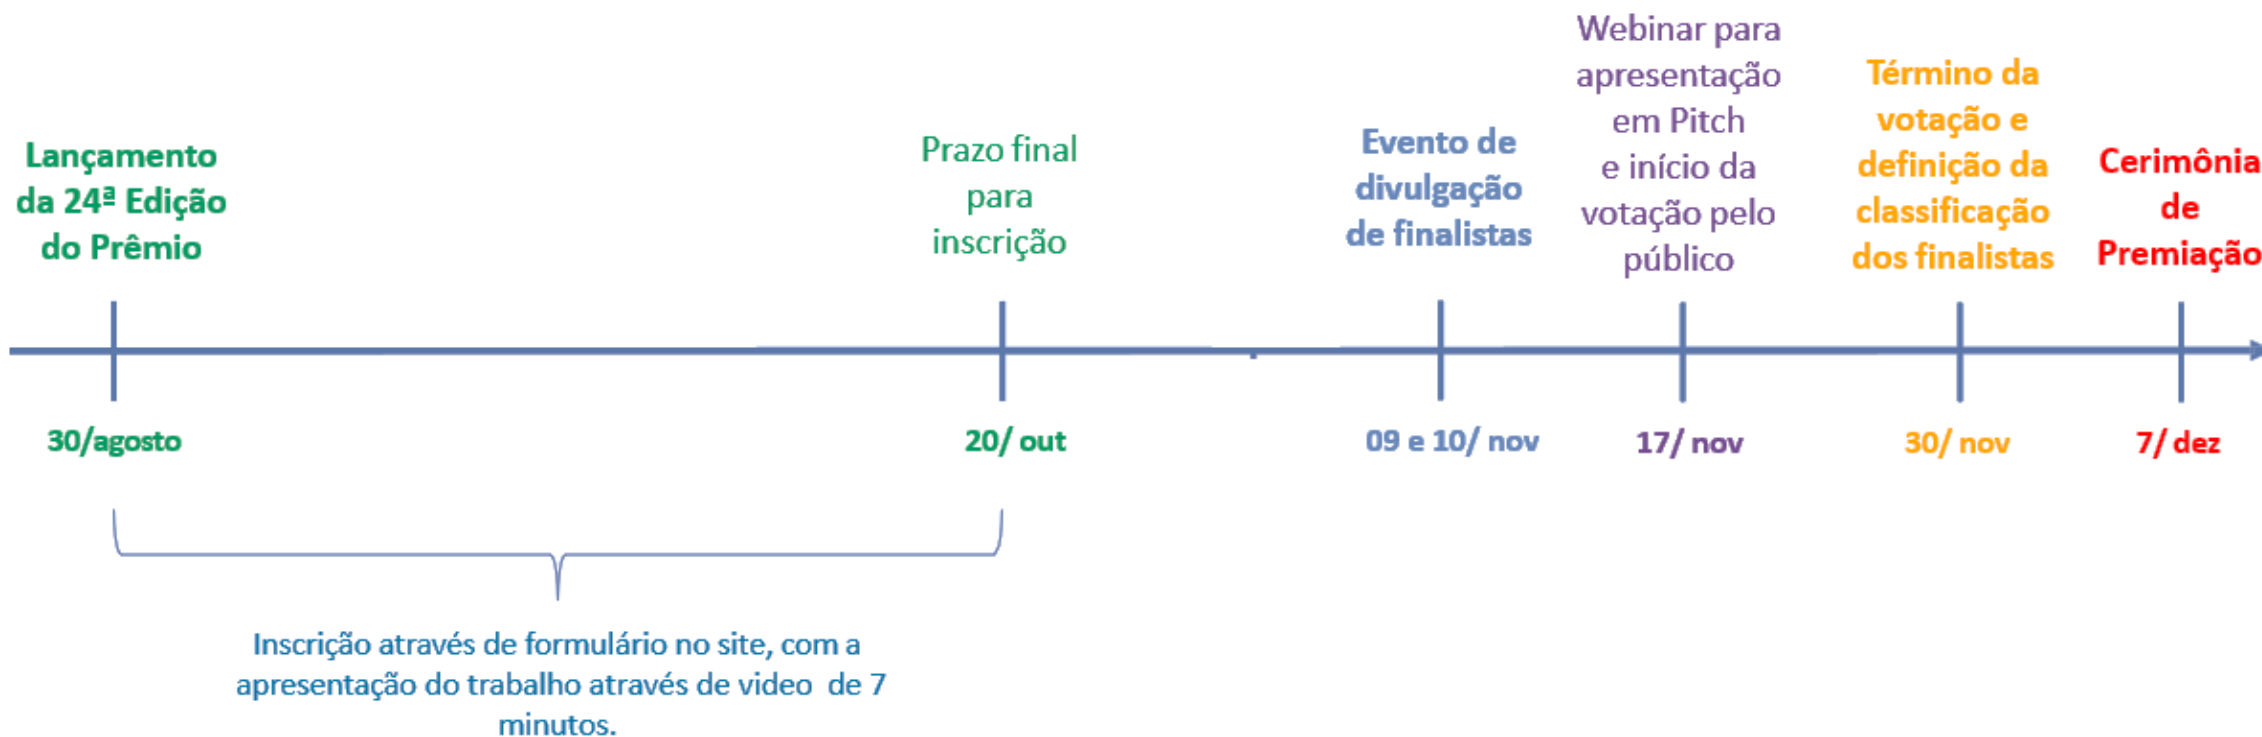 Lançamento
da 24ª Edição
do Prêmio
30/agosto
Prazo final
para
inscrição
20/ out
Evento de
divulgação
de finalistas
09 e 10/ nov
Webinar para
apresentação
em Pitch
e início da
votação pelo
público
17/ nov
Término da
votação e
definição da
classificação
dos finalistas
30/ nov
Cerimônia
de
Premiação
7/ dez
Inscrição através de formulário no site, com a
apresentação do trabalho através de video de 7
minutos.